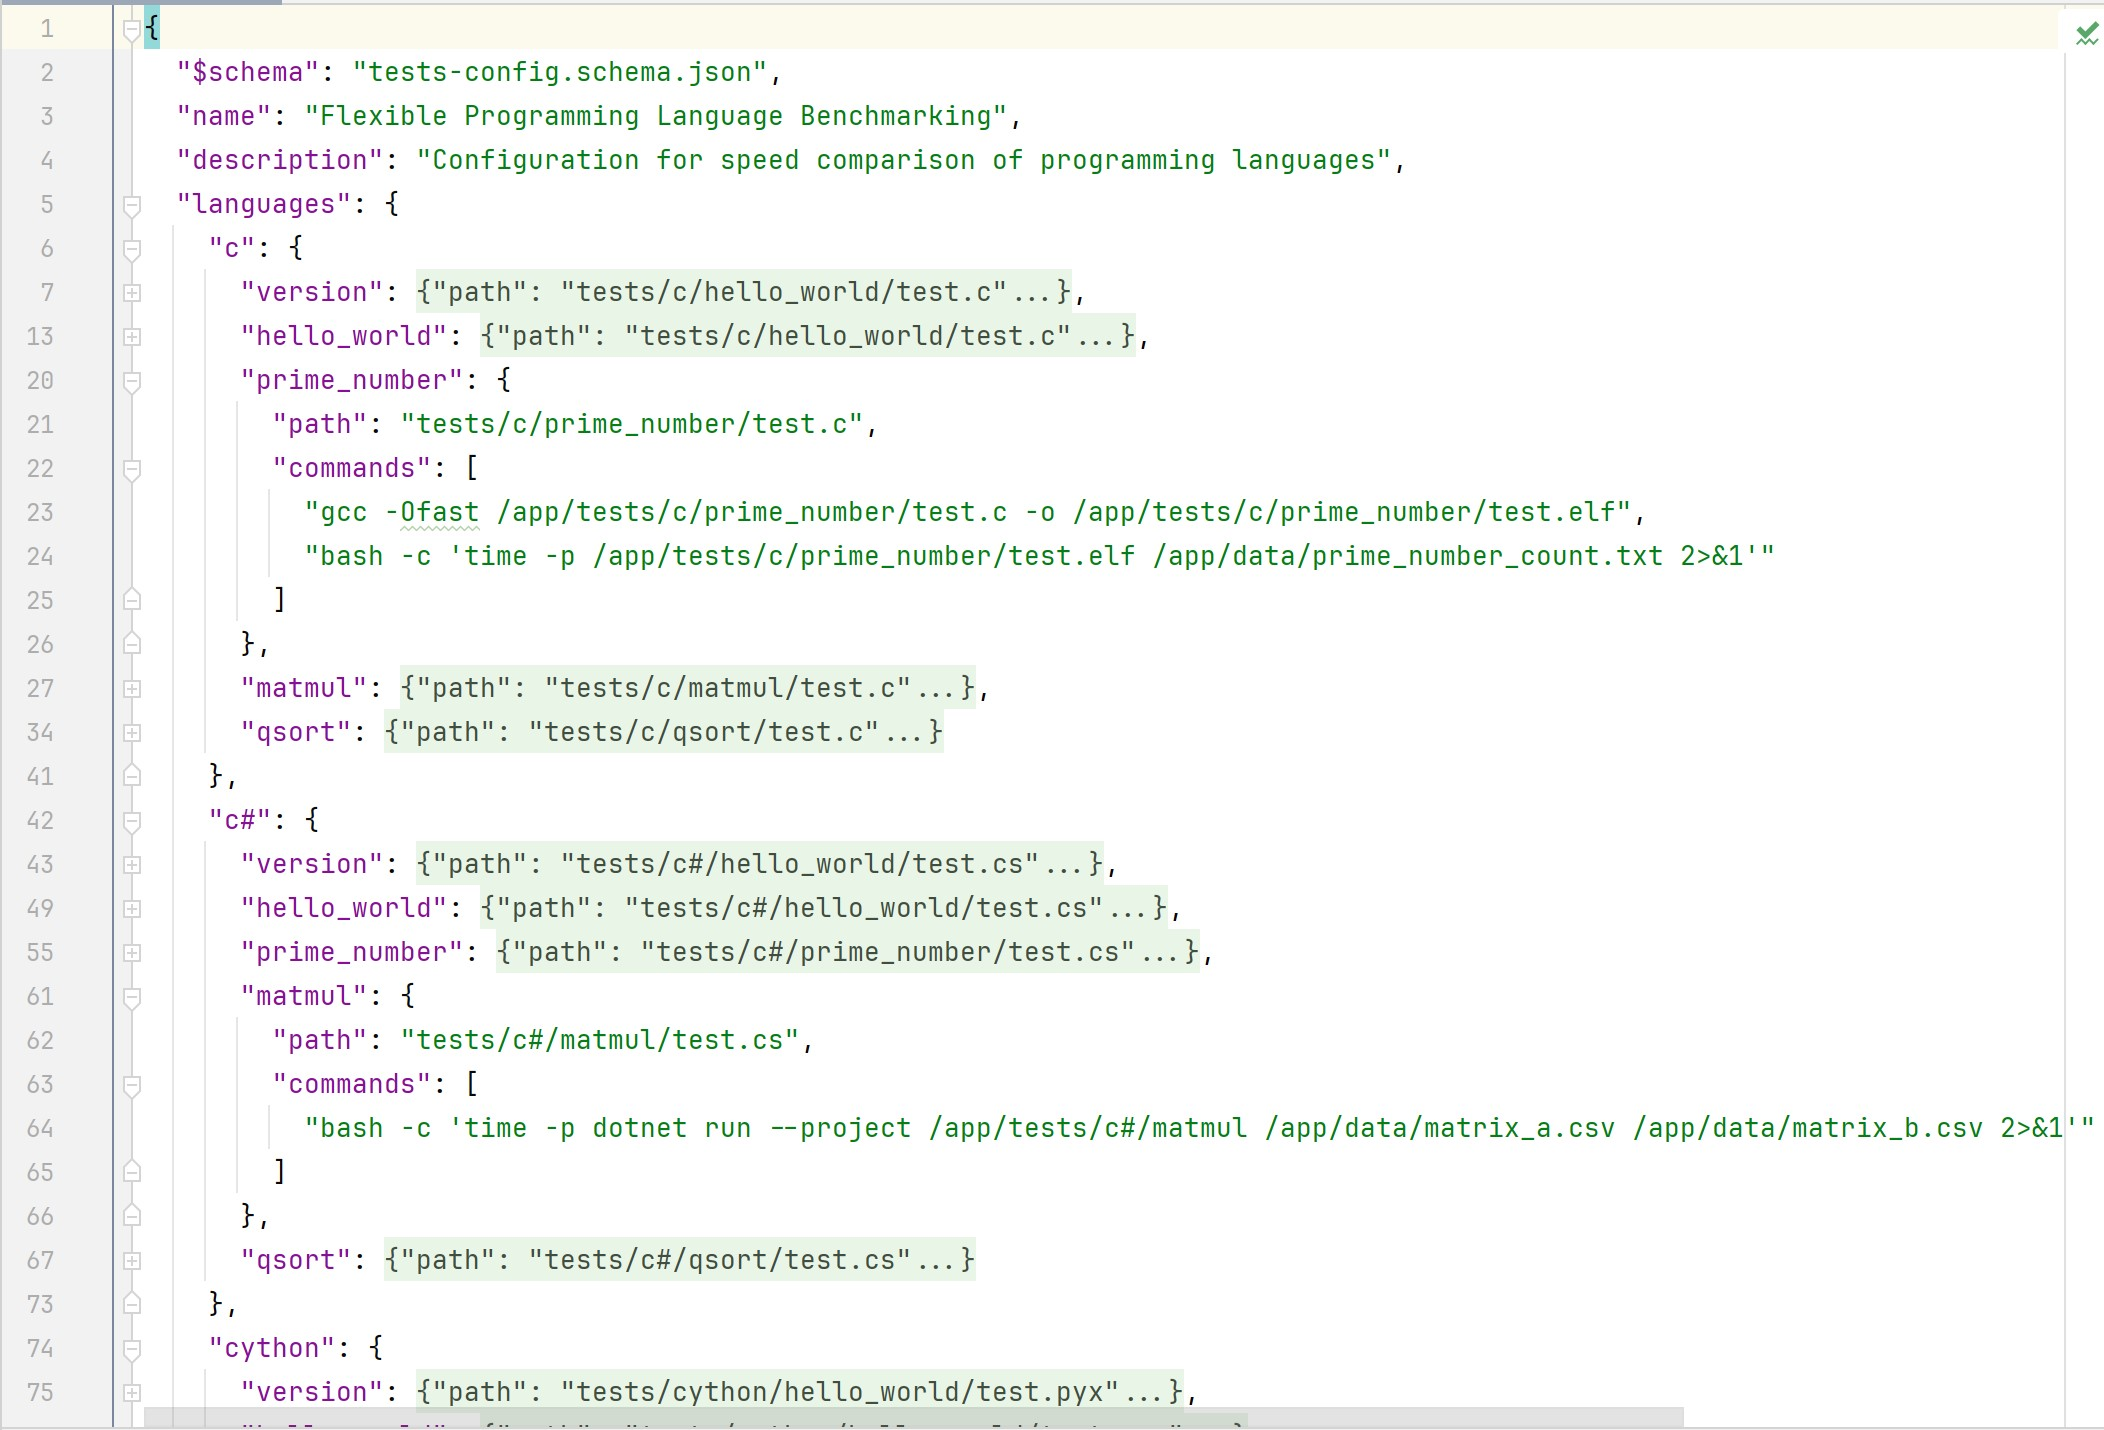 1 {
2 "$schema": "tests-config.schema.json",
3 "name": "Flexible Programming Language Benchmarking",
4 "description": "Configuration for speed comparison of programming languages",
5 "languages": {
6 "c": {
7 "version": {"path": "tests/c/hello_world/test.c"...},
13 "hello_world": {"path": "tests/c/hello_world/test.c"...},
20 "prime_number": {
21 "path": "tests/c/prime_number/test.c",
22 "commands": [
23 "gcc -Ofast /app/tests/c/prime_number/test.c -o /app/tests/c/prime_number/test.elf",
24 "bash -c 'time -p /app/tests/c/prime_number/test.elf /app/data/prime_number_count.txt 2>&1'"
25 ]
26 },
27 "matmul": {"path": "tests/c/matmul/test.c"...},
34 "qsort": {"path": "tests/c/qsort/test.c"...}
41 },
42 "c#": {
43 "version": {"path": "tests/c#/hello_world/test.cs"...},
49 "hello_world": {"path": "tests/c#/hello_world/test.cs"...},
55 "prime_number": {"path": "tests/c#/prime_number/test.cs"...},
61 "matmul": {
62 "path": "tests/c#/matmul/test.cs",
63 "commands": [
64 "bash -c 'time -p dotnet run --project /app/tests/c#/matmul /app/data/matrix_a.csv /app/data/matrix_b.csv 2>&1'"
65 ]
66 },
67 "qsort": {"path": "tests/c#/qsort/test.cs"...}
73 },
74 "cython": {
75 "version": {"path": "tests/cython/hello_world/test.pyx"...},